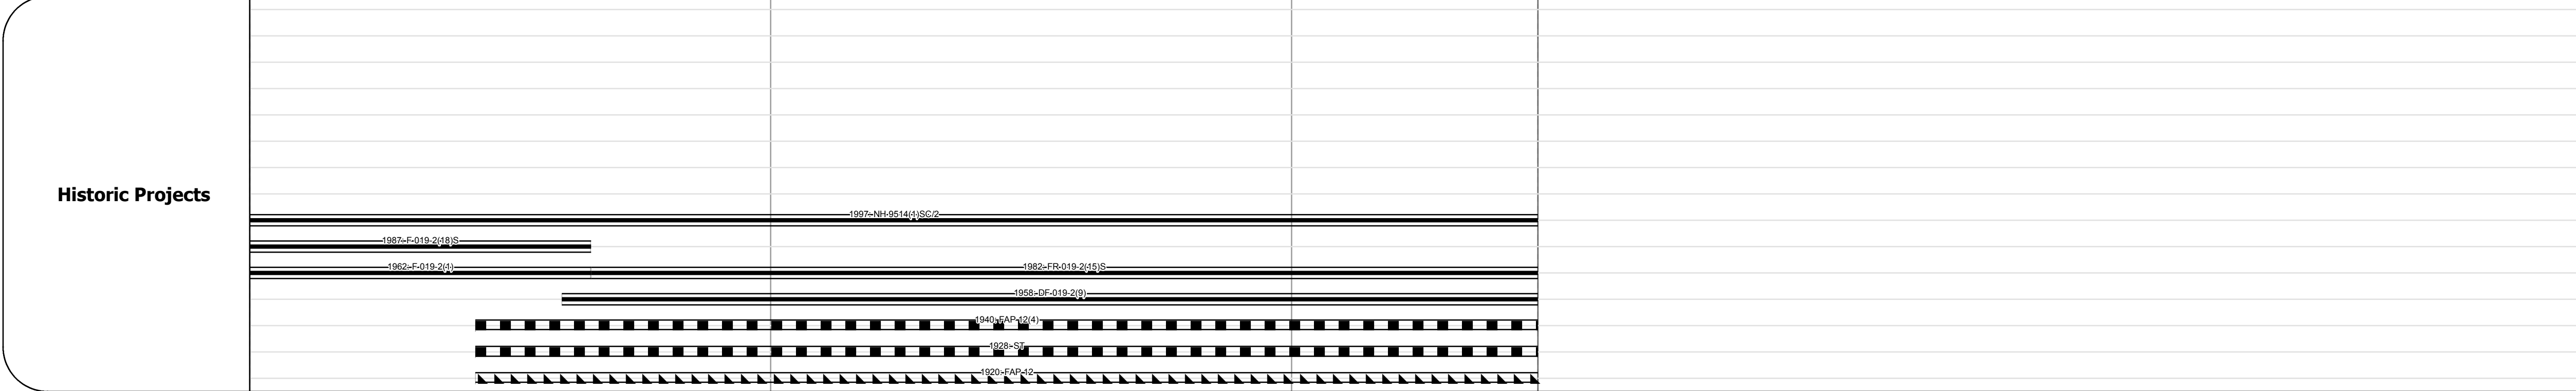 Historic Projects
1997:-NH-9514(1)SC/2
1987:-F-019-2(18)S
1962:-F-019-2(1) 1982:-FR-019-2(15)S
1958:-DF-019-2(9)
1940:-FAP-12(4)
1928:-ST
1920:-FAP-12